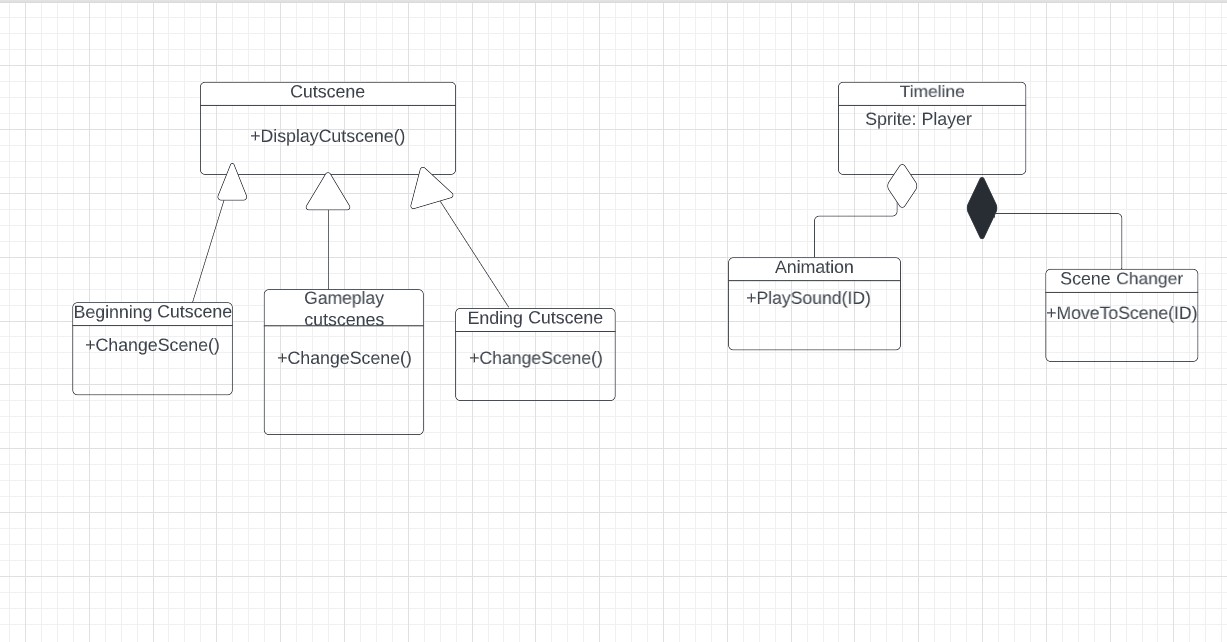 Cutscene
+DisplayCutscene()
Beginning Cutscene
+ChangeScene()
Gameplay
cutscenes
+ChangeScene()
Ending Cutscene
+ChangeScene()
Timeline
Sprite: Player
Animation
+PlaySound(ID)
Scene Changer
+MoveToScene(ID)